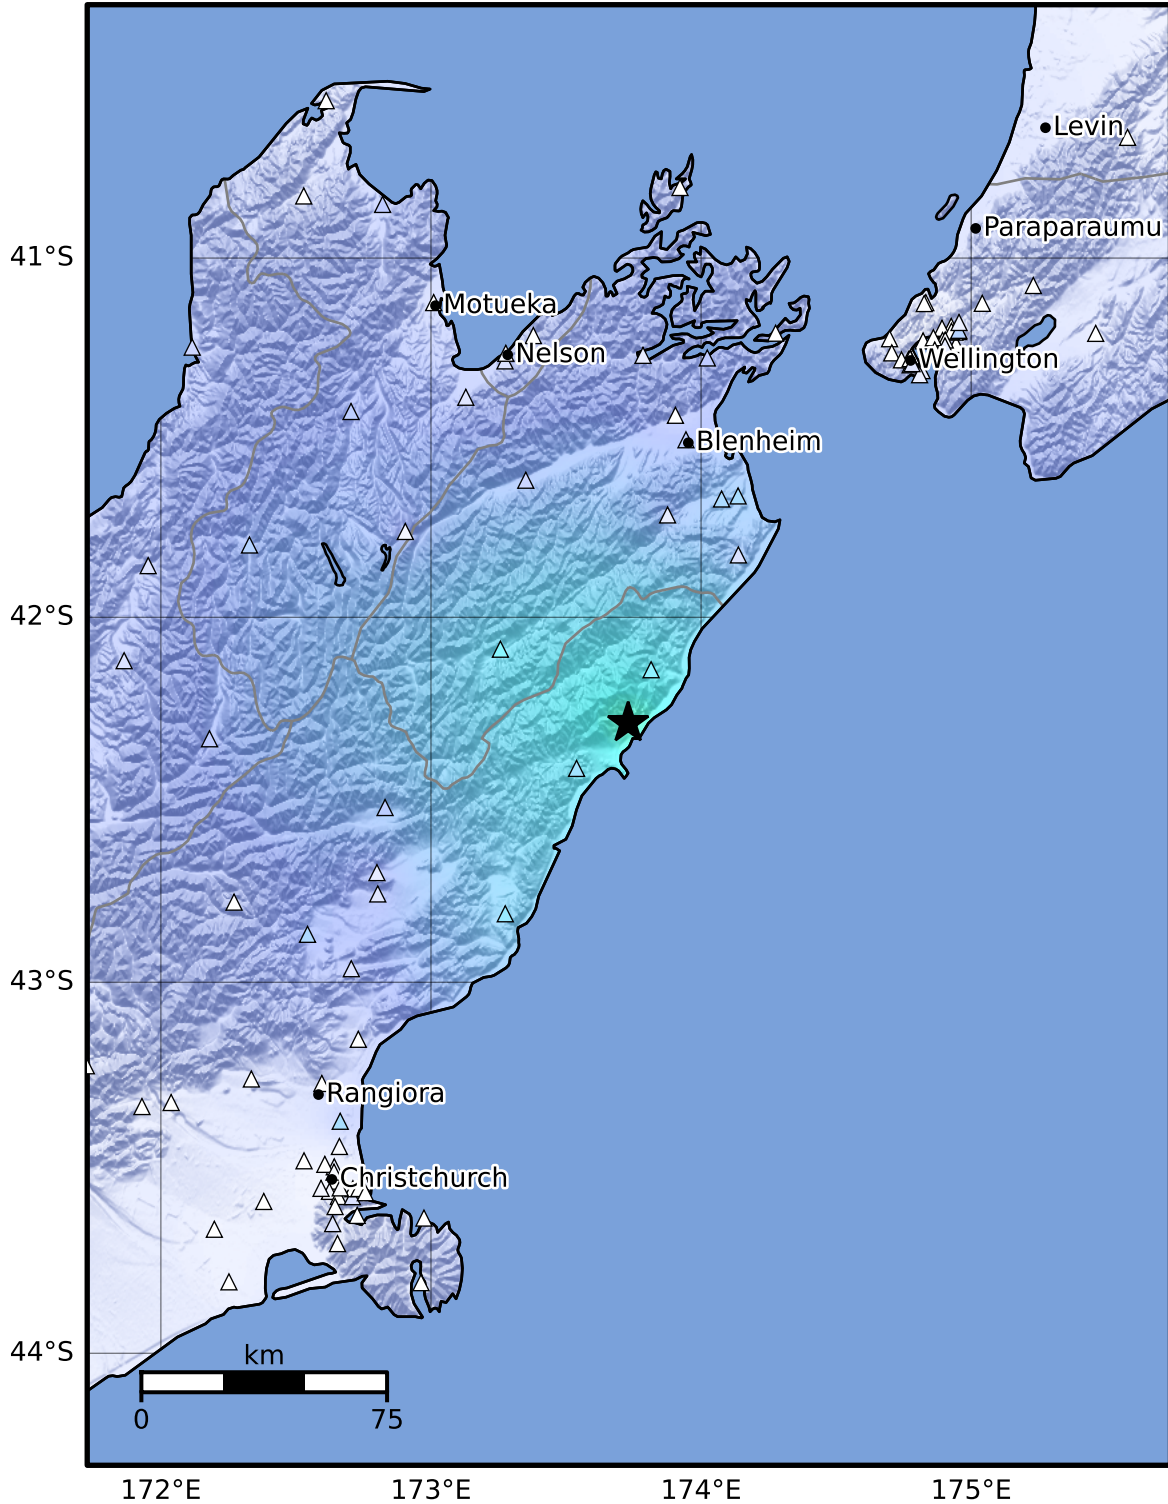 Levin
Paraparaumu
41°S
Motueka
Nelson
Wellington
Blenheim
42°S
43°S
Rangiora
Christchurch
44°S
km
0 75
172°E 173°E 174°E 175°E